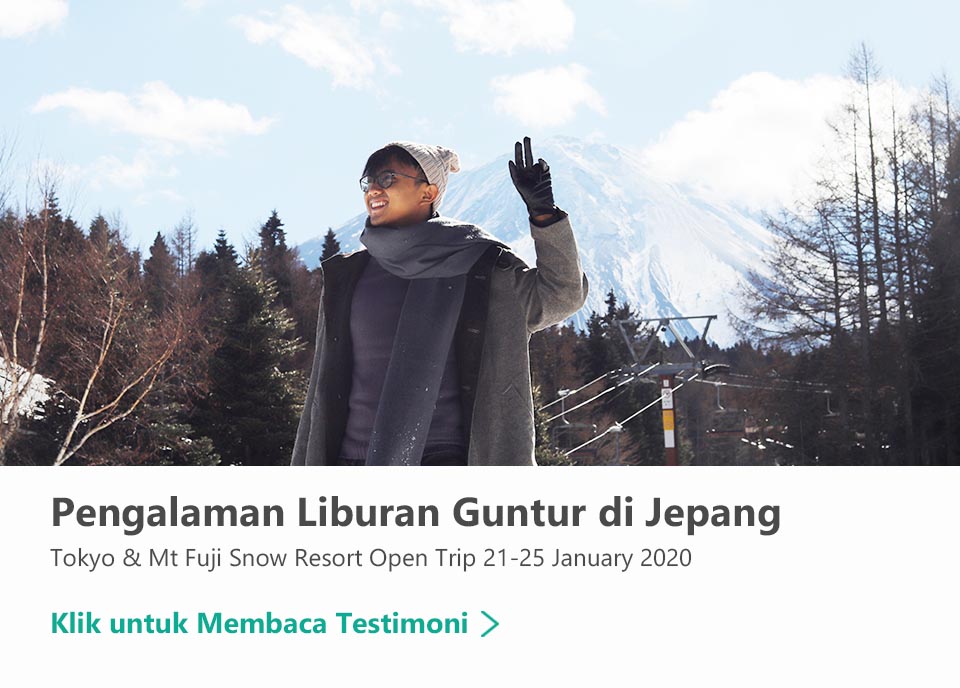 Pengalaman Liburan Guntur di Jepang
Tokyo & Mt Fuji Snow Resort Open Trip 21-25 January 2020
Klik untuk Membaca Testimoni